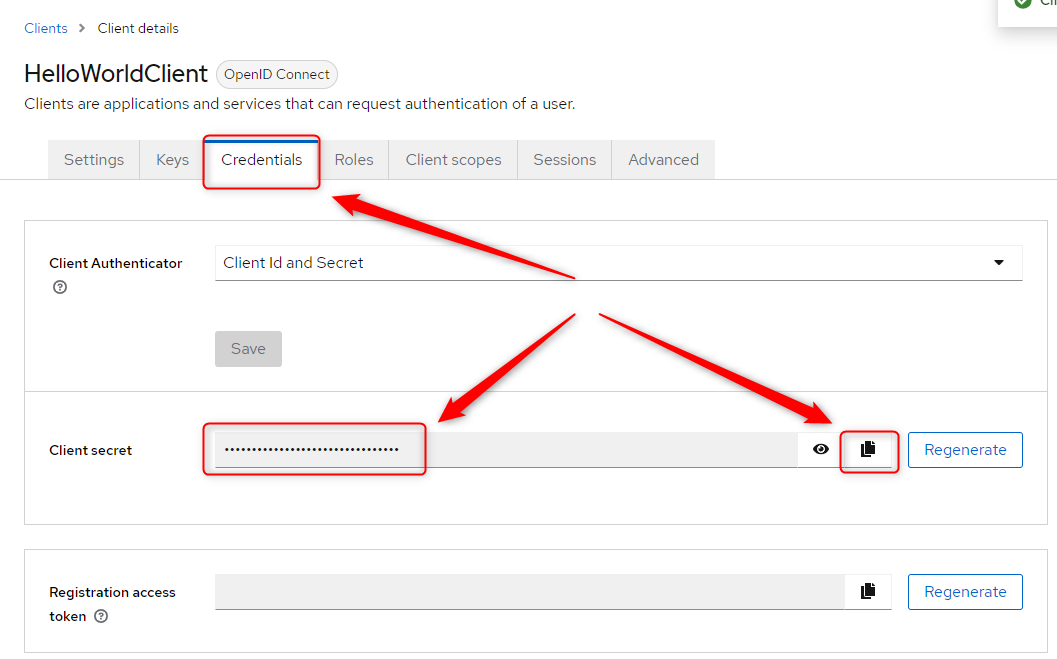 Clients > Client details
HelloWorldClient OpenID Connect
Clients are applications and services that can request authentication of a user.
Settings Keys Credentials Roles Client scopes Sessions Advanced
Client Authenticator Client Id and Secret
Save
Client secret •••••••••••••••••••••••••••••••• Regenerate
Registration access
token Regenerate